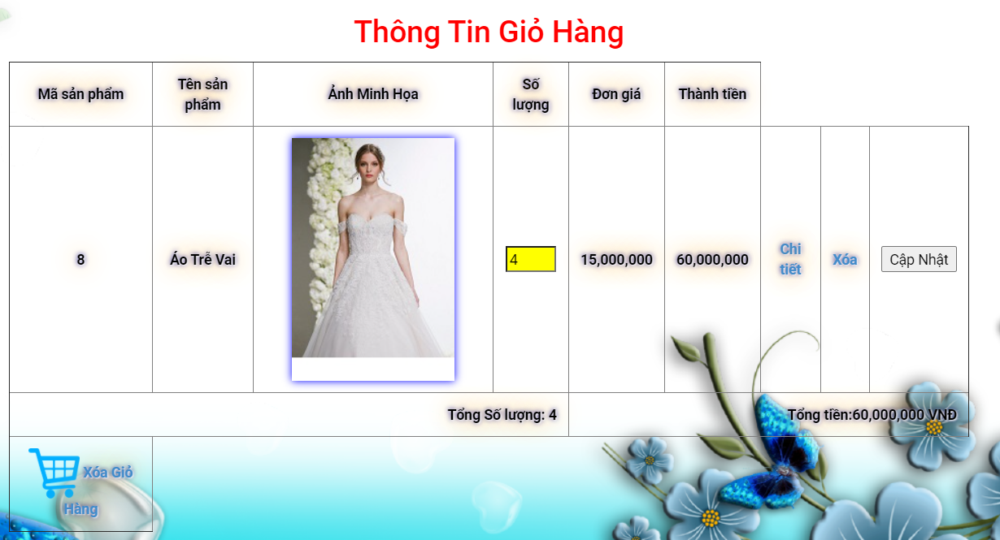 Thông Tin Giỏ Hàng
Mã sản phẩm
Tên sản
phẩm
Ảnh Minh Họa
Số
lượng
Đơn giá
Thành tiền
8
Áo Trễ Vai
4
15,000,000
60,000,000
Chi
tiết
Xóa
Cập Nhật
Tổng Số lượng: 4
Tổng tiền:60,000,000 VNĐ
Xóa Giỏ
Hàng